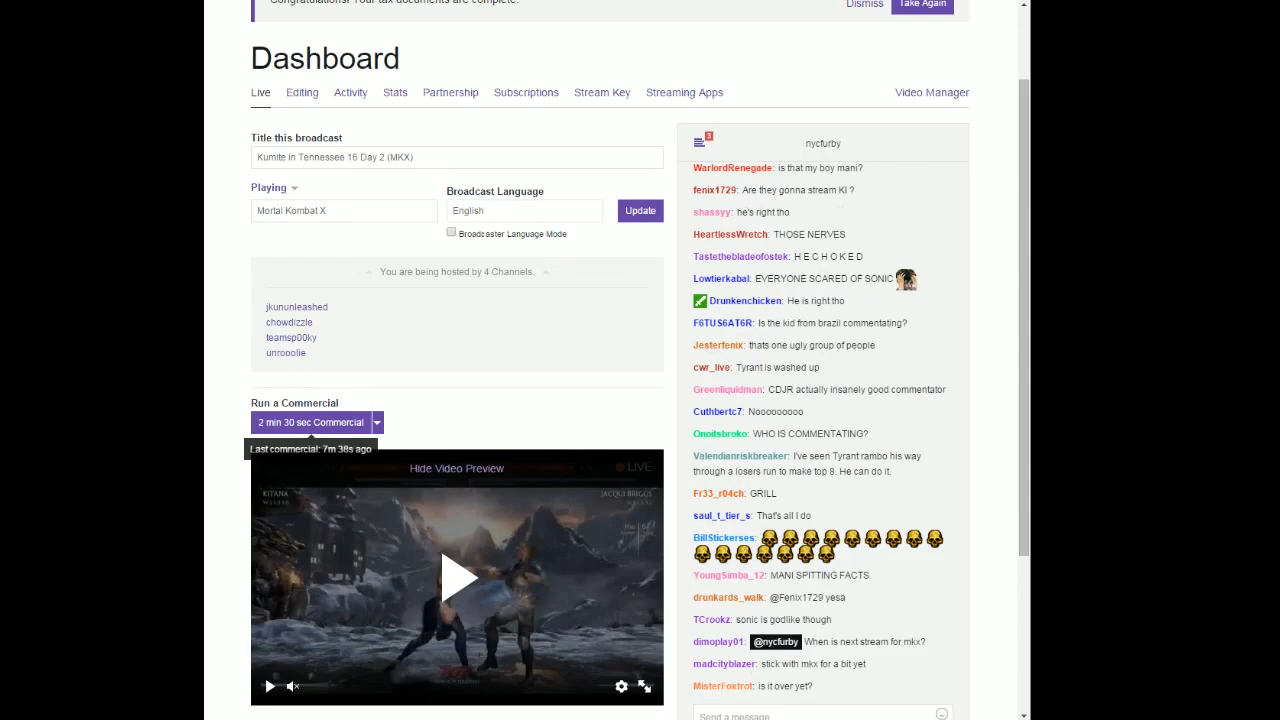 Congratulations! Your tax documents are complete.
Dismiss
Take Again
Dashboard
Live Editing Activity Stats Partnership Subscriptions Stream Key Streaming Apps Video Manager
Title this broadcast
Kumite in Tennessee 16 Day 2 (MKX)
Playing
Broadcast Language
Mortal Kombat X
English
Update
Broadcaster Language Mode
You are being hosted by 4 Channels.
jkununleashed
chowdizzle
teamsp00ky
unrooolie
Run a Commercial
2 min 30 sec Commercial
Last commercial: 7m 38s ago
Hide Video Preview
LIVE
KITANA
JACQUI BRIGGS
3
nycfurby
WarlordRenegade: is that my boy mani?
fenix1729: Are they gonna stream KI ?
shassyy: he's right tho
HeartlessWretch: THOSE NERVES
Tastethebladeofostek: H E C H O K E D
Lowtierkabal: EVERYONE SCARED OF SONIC
Drunkenchicken: He is right tho
F6TUS6AT6R: Is the kid from brazil commentating?
Jesterfenix: thats one ugly group of people
cwr_live: Tyrant is washed up
Greenliquidman: CDJR actually insanely good commentator
Cuthbertc7: Nooooooooo
Onoitsbroko: WHO IS COMMENTATING?
Valendianriskbreaker: I've seen Tyrant rambo his way
through a losers run to make top 8. He can do it.
Fr33_r04ch: GRILL
saul_t_tier_s: That's all I do
BillStickerses:
YoungSimba_12: MANI SPITTING FACTS
drunkards_walk: @Fenix1729 yesa
TCrookz: sonic is godlike though
dimoplay01: @nycfurby When is next stream for mkx?
madcityblazer: stick with mkx for a bit yet
MisterFoxtrot: is it over yet?
Send a message